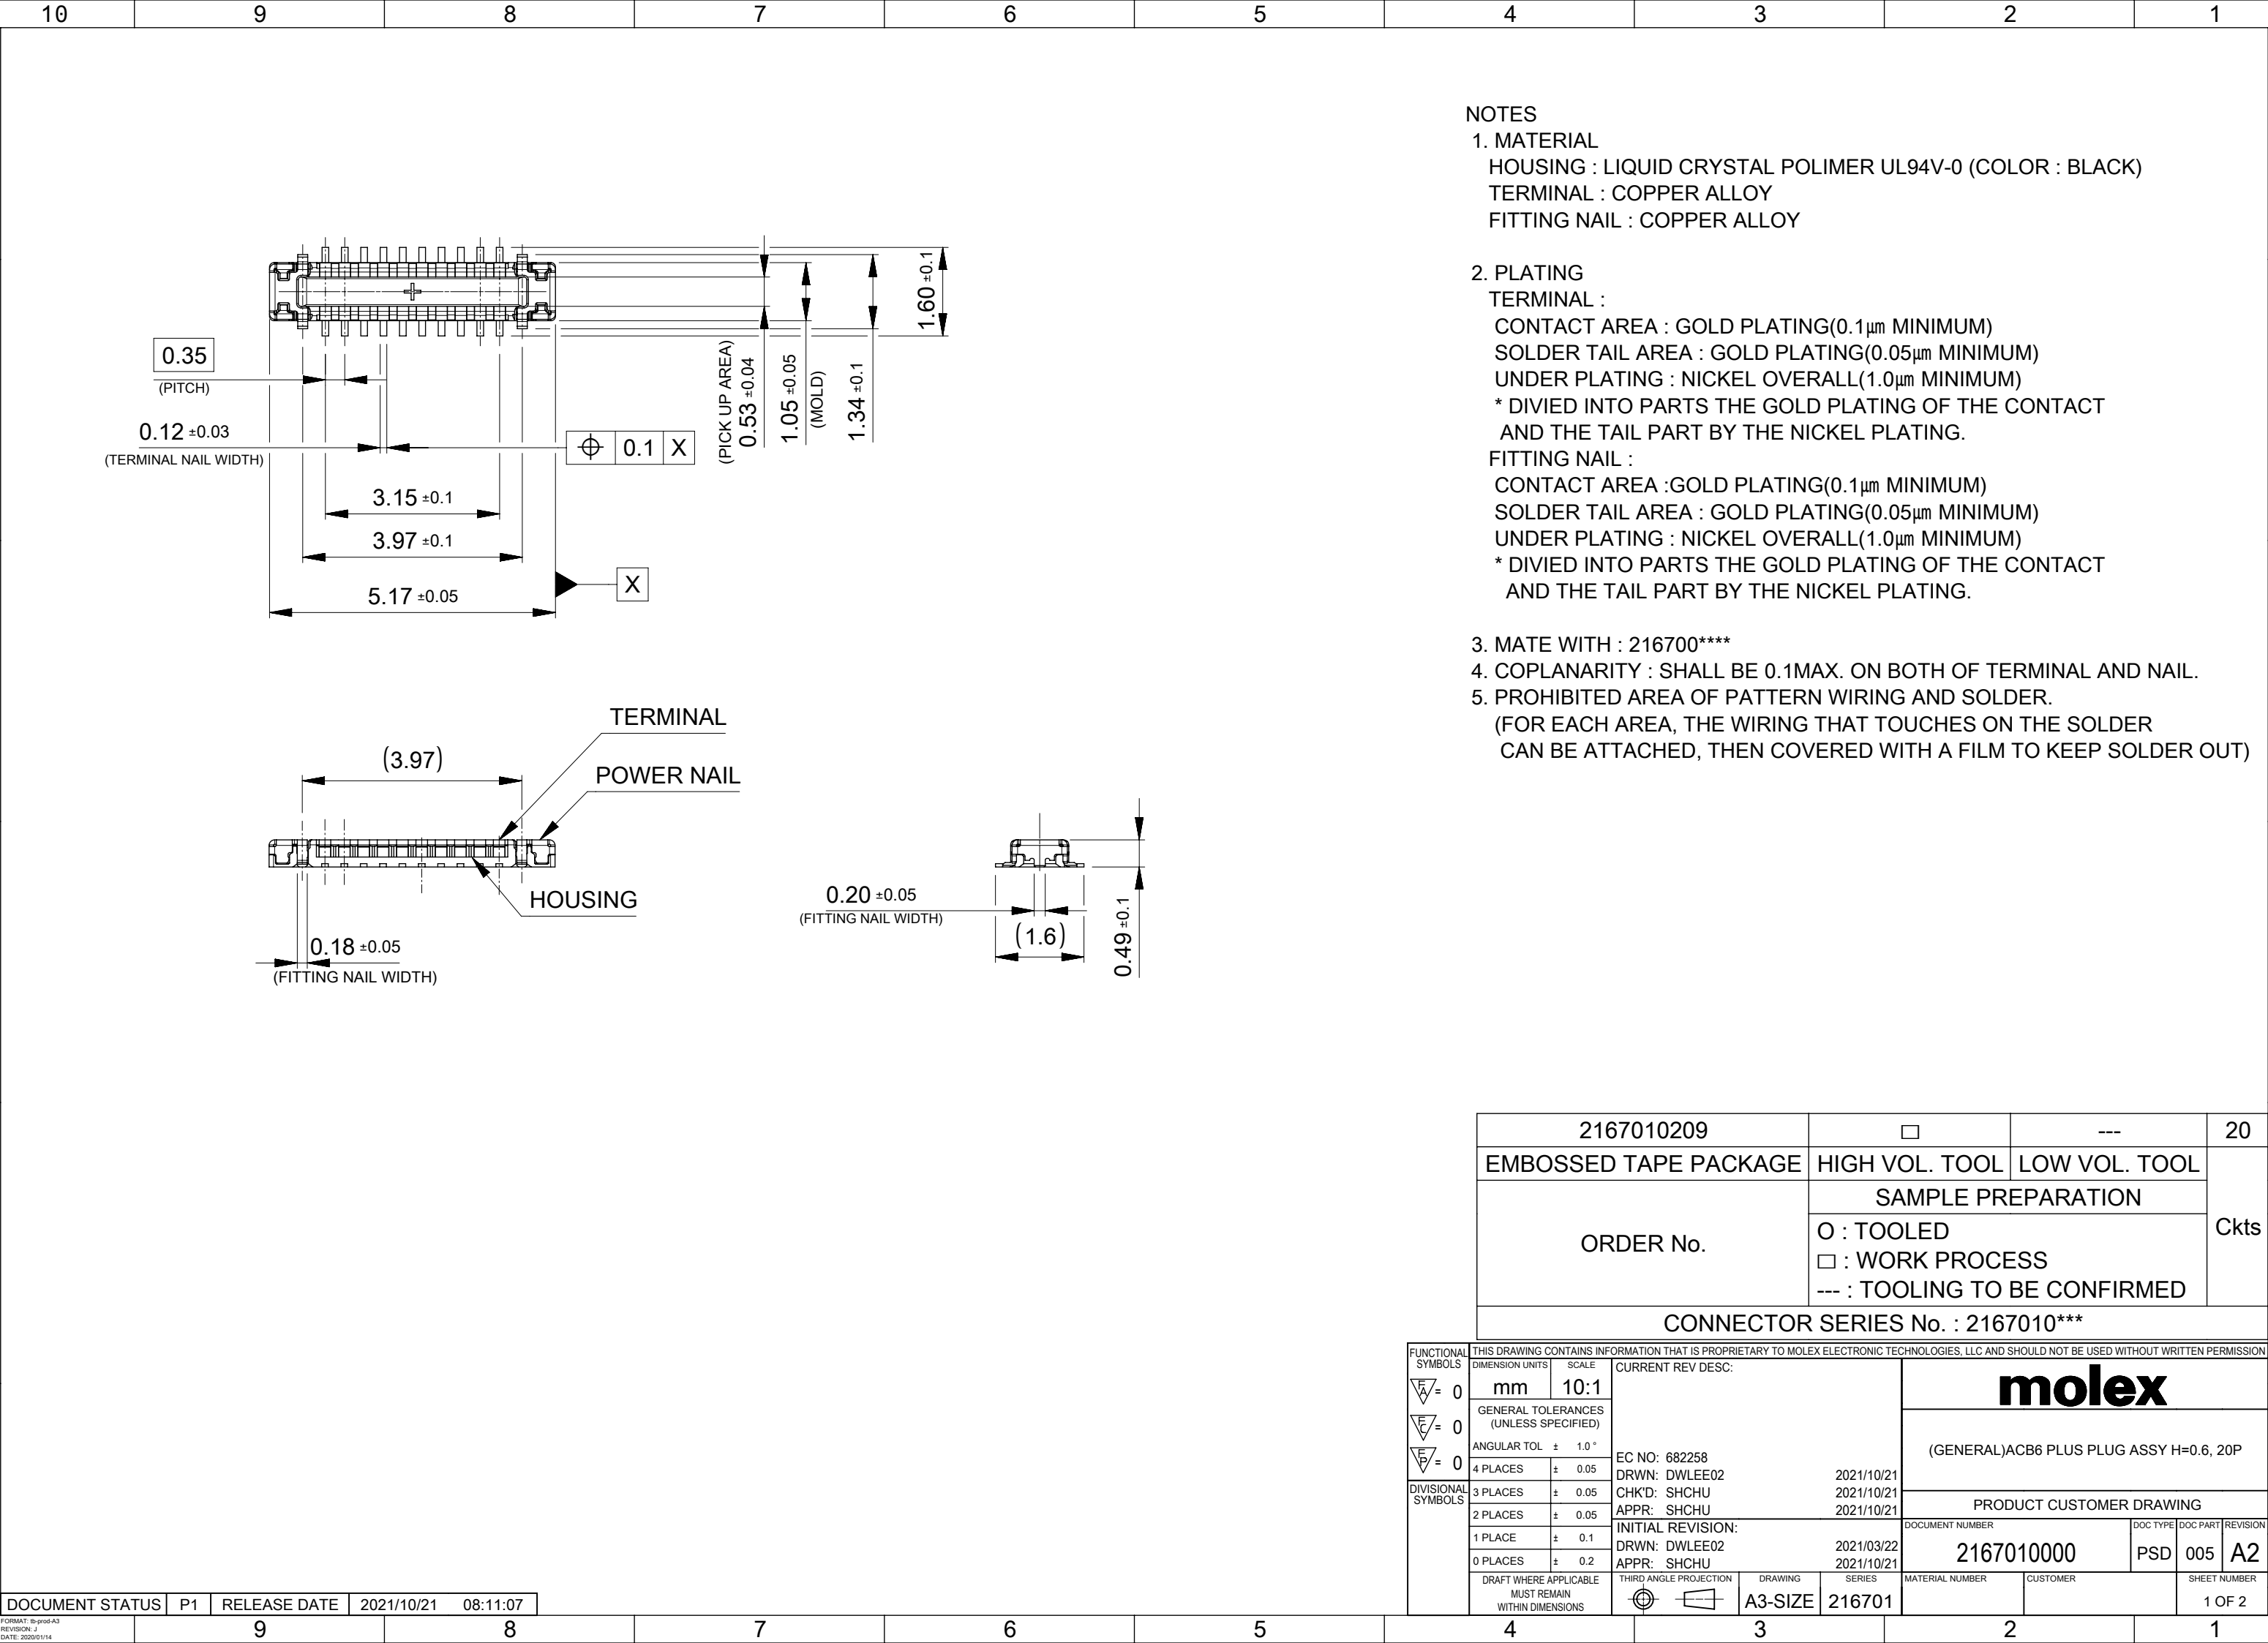 10 9 8 7 6 5 4 3 2 1
NOTES
1. MATERIAL
HOUSING : LIQUID CRYSTAL POLIMER UL94V-0 (COLOR : BLACK)
TERMINAL : COPPER ALLOY
FITTING NAIL : COPPER ALLOY
2. PLATING
TERMINAL :
CONTACT AREA : GOLD PLATING(0.1㎛ MINIMUM)
SOLDER TAIL AREA : GOLD PLATING(0.05㎛ MINIMUM)
UNDER PLATING : NICKEL OVERALL(1.0㎛ MINIMUM)
* DIVIED INTO PARTS THE GOLD PLATING OF THE CONTACT
AND THE TAIL PART BY THE NICKEL PLATING.
FITTING NAIL :
CONTACT AREA :GOLD PLATING(0.1㎛ MINIMUM)
SOLDER TAIL AREA : GOLD PLATING(0.05㎛ MINIMUM)
UNDER PLATING : NICKEL OVERALL(1.0㎛ MINIMUM)
* DIVIED INTO PARTS THE GOLD PLATING OF THE CONTACT
AND THE TAIL PART BY THE NICKEL PLATING.
3. MATE WITH : 216700****
4. COPLANARITY : SHALL BE 0.1MAX. ON BOTH OF TERMINAL AND NAIL.
5. PROHIBITED AREA OF PATTERN WIRING AND SOLDER.
(FOR EACH AREA, THE WIRING THAT TOUCHES ON THE SOLDER
CAN BE ATTACHED, THEN COVERED WITH A FILM TO KEEP SOLDER OUT)
0.35
(PITCH)
0.12 ±0.03
(TERMINAL NAIL WIDTH)
⌖ 0.1 X
3.15 ±0.1
3.97 ±0.1
5.17 ±0.05
X
(PICK UP AREA)
0.53 ±0.04
1.05 ±0.05
(MOLD)
1.34 ±0.1
1.60 ±0.1
TERMINAL
(3.97)
POWER NAIL
HOUSING
0.18 ±0.05
(FITTING NAIL WIDTH)
0.20 ±0.05
(FITTING NAIL WIDTH)
(1.6)
0.49 ±0.1
2167010209 □ --- 20
EMBOSSED TAPE PACKAGE HIGH VOL. TOOL LOW VOL. TOOL
ORDER No.
SAMPLE PREPARATION
O : TOOLED
□ : WORK PROCESS
--- : TOOLING TO BE CONFIRMED
Ckts
CONNECTOR SERIES No. : 2167010***
FUNCTIONAL
SYMBOLS
F A = 0
F C = 0
F P = 0
DIVISIONAL
SYMBOLS
THIS DRAWING CONTAINS INFORMATION THAT IS PROPRIETARY TO MOLEX ELECTRONIC TECHNOLOGIES, LLC AND SHOULD NOT BE USED WITHOUT WRITTEN PERMISSION
DIMENSION UNITS SCALE
mm 10:1
GENERAL TOLERANCES
(UNLESS SPECIFIED)
ANGULAR TOL ± 1.0 °
4 PLACES ± 0.05
3 PLACES ± 0.05
2 PLACES ± 0.05
1 PLACE ± 0.1
0 PLACES ± 0.2
DRAFT WHERE APPLICABLE
MUST REMAIN
WITHIN DIMENSIONS
CURRENT REV DESC:
EC NO: 682258
DRWN: DWLEE02 2021/10/21
CHK'D: SHCHU 2021/10/21
APPR: SHCHU 2021/10/21
INITIAL REVISION:
DRWN: DWLEE02 2021/03/22
APPR: SHCHU 2021/10/21
THIRD ANGLE PROJECTION DRAWING SERIES
A3-SIZE 216701
molex
(GENERAL)ACB6 PLUS PLUG ASSY H=0.6, 20P
PRODUCT CUSTOMER DRAWING
DOCUMENT NUMBER DOC TYPE DOC PART REVISION
2167010000 PSD 005 A2
MATERIAL NUMBER CUSTOMER SHEET NUMBER
1 OF 2
DOCUMENT STATUS P1 RELEASE DATE 2021/10/21 08:11:07
FORMAT: tb-prod-A3
REVISION: J
DATE: 2020/01/14
9 8 7 6 5 4 3 2 1